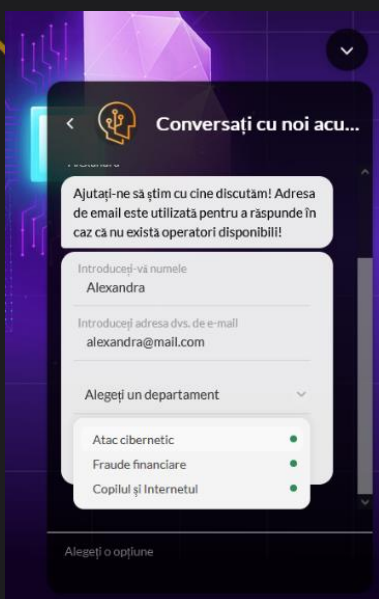 Conversați cu noi acu...
Alexandra
Ajutați-ne să știm cu cine discutăm! Adresa
de email este utilizată pentru a răspunde în
caz că nu există operatori disponibili!
Introduceți-vă numele
Alexandra
Introduceți adresa dvs. de e-mail
alexandra@mail.com
Alegeți un departament
Atac cibernetic
Fraude financiare
Copilul și Internetul
Alegeți o opțiune